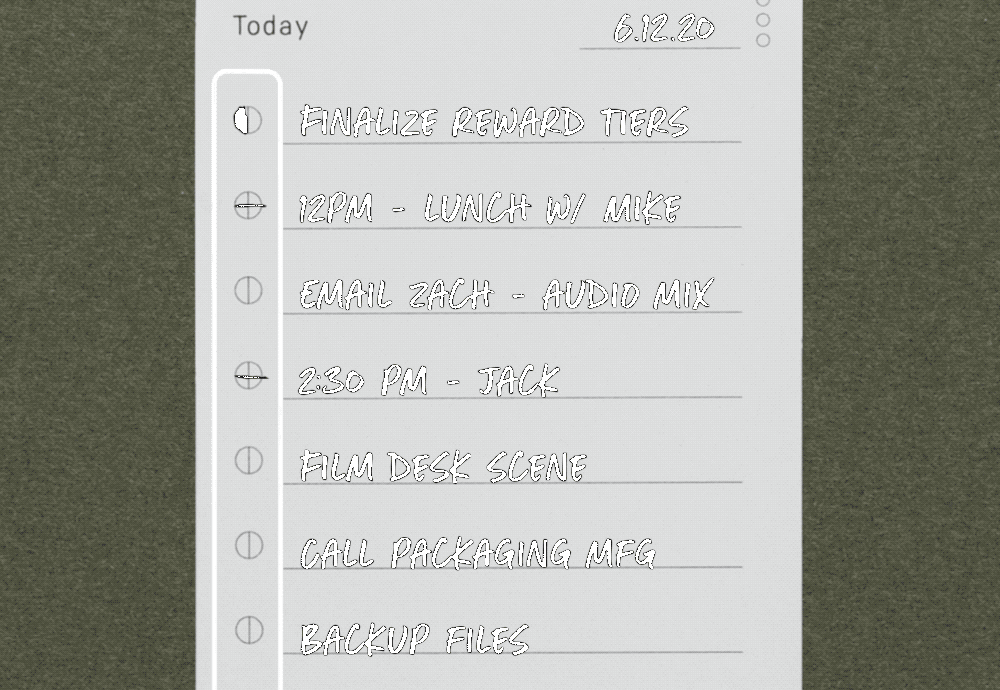 Today
6.12.20
FINALIZE REWARD TIERS
12PM - LUNCH W/ MIKE
EMAIL ZACH - AUDIO MIX
2:30 PM - JACK
FILM DESK SCENE
CALL PACKAGING MFG
BACKUP FILES